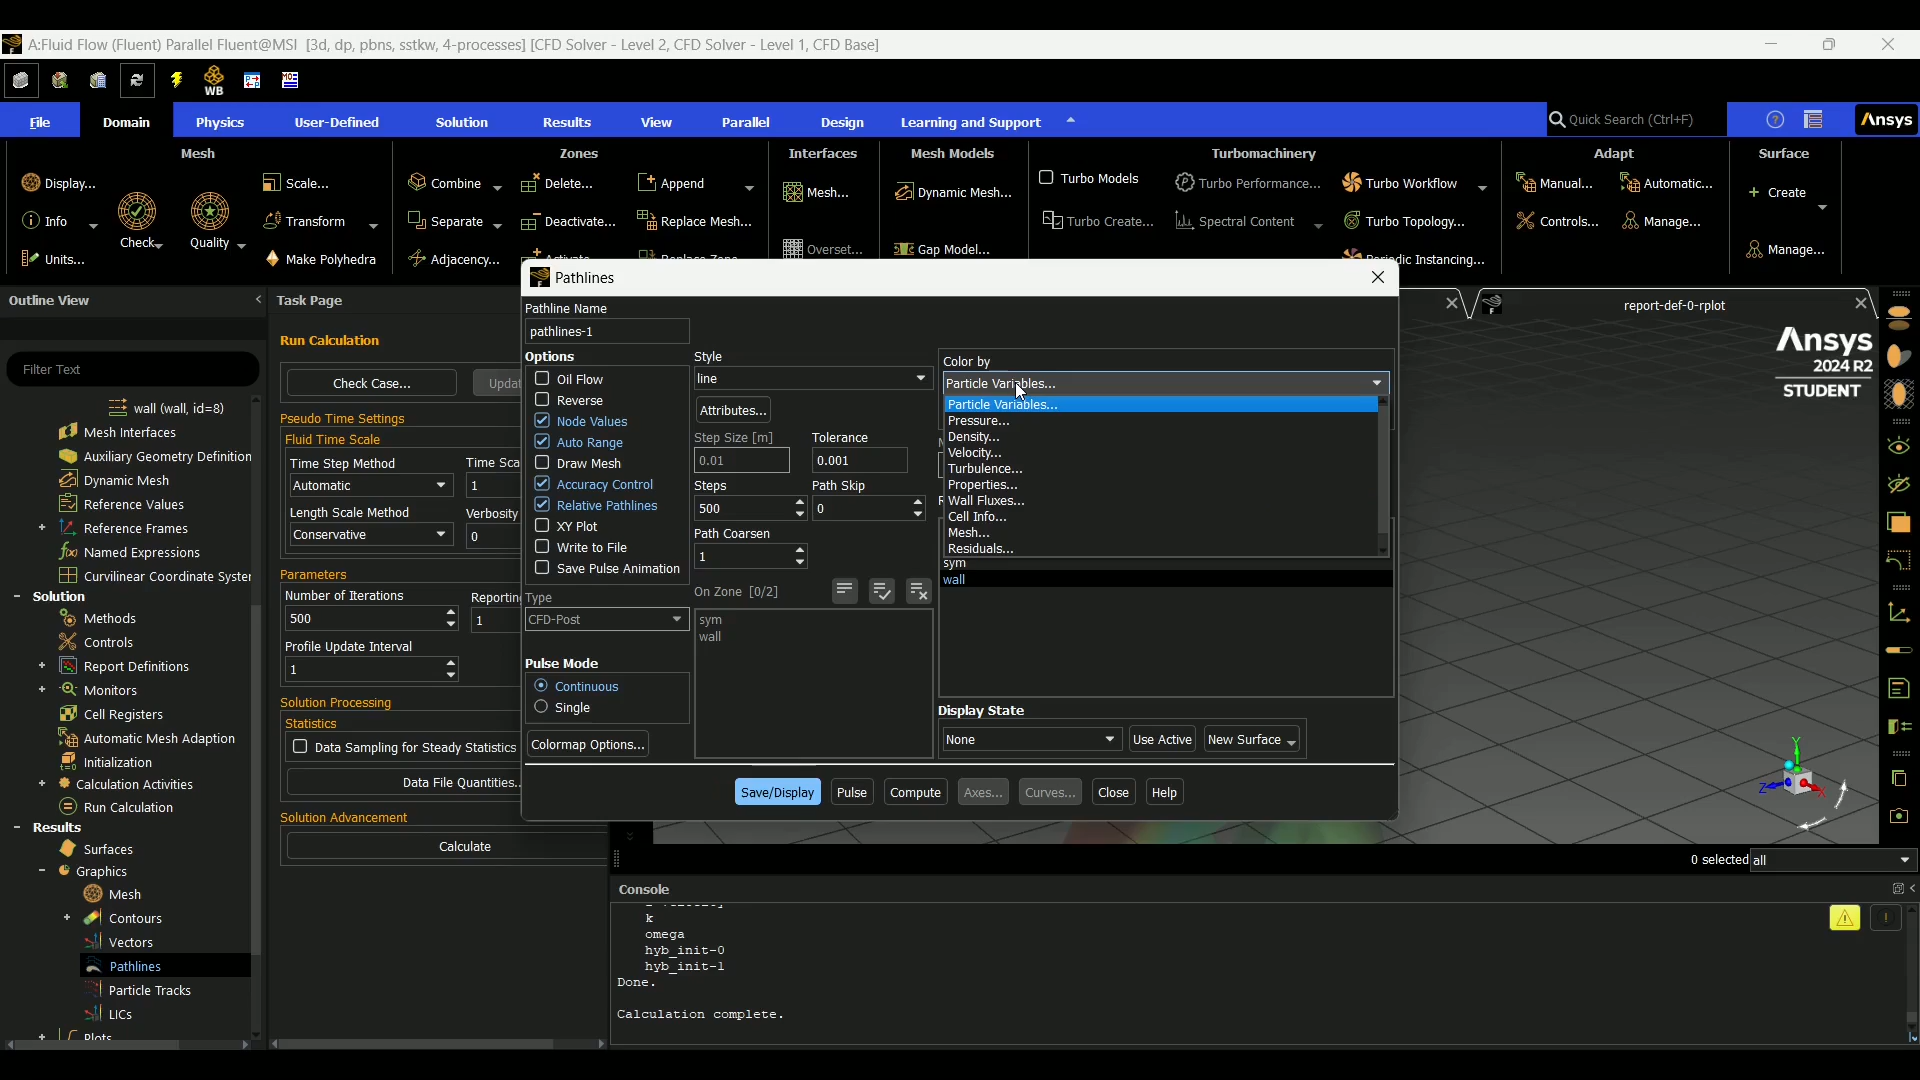 A:Fluid Flow (Fluent) Parallel Fluent@MSI [3d, dp, pbns, sstkw, 4-processes] [CFD Solver - Level 2, CFD Solver - Level 1, CFD Base]
WB
File Domain Physics User-Defined Solution Results View Parallel Design Learning and Support Quick Search (Ctrl+F) Ansys
Mesh Zones Interfaces Mesh Models Turbomachinery Adapt Surface
Display... Scale... Combine Delete... Append Mesh... Dynamic Mesh... Turbo Models Turbo Performance... Turbo Workflow Manual... Automatic... Create
Info Check Quality Transform Separate Deactivate... Replace Mesh... Overset... Gap Model... Turbo Create... Spectral Content Turbo Topology... Controls... Manage... Manage...
Units... Make Polyhedra Adjacency... Activate... Replace Zone... Periodic Instancing...
Outline View
Filter Text
wall (wall, id=8)
Mesh Interfaces
Auxiliary Geometry Definition
Dynamic Mesh
Reference Values
Reference Frames
Named Expressions
Curvilinear Coordinate Syster
Solution
Methods
Controls
Report Definitions
Monitors
Cell Registers
Automatic Mesh Adaption
Initialization
Calculation Activities
Run Calculation
Results
Surfaces
Graphics
Mesh
Contours
Vectors
Pathlines
Particle Tracks
LICs
Plots
Task Page
Run Calculation
Check Case... Updat
Pseudo Time Settings
Fluid Time Scale
Time Step Method Time Sca
Automatic 1
Length Scale Method Verbosity
Conservative 0
Parameters
Number of Iterations Reporting
500 1
Profile Update Interval
1
Solution Processing
Statistics
Data Sampling for Steady Statistics
Data File Quantities...
Solution Advancement
Calculate
Pathlines
Pathline Name
pathlines-1
Options
Oil Flow
Reverse
Node Values
Auto Range
Draw Mesh
Accuracy Control
Relative Pathlines
XY Plot
Write to File
Save Pulse Animation
Type
CFD-Post
Pulse Mode
Continuous
Single
Colormap Options...
Style
line
Attributes...
Step Size [m] Tolerance
0.01 0.001
Steps Path Skip
500 0
Path Coarsen
1
On Zone [0/2]
sym
wall
Color by
Particle Variables...
Particle Variables...
Pressure...
Density...
Velocity...
Turbulence...
Properties...
Wall Fluxes...
Cell Info...
Mesh...
Residuals...
sym
wall
Display State
None Use Active New Surface
Save/Display Pulse Compute Axes... Curves... Close Help
report-def-0-rplot
Ansys
2024 R2
STUDENT
Y
Z
X
0 selected all
Console
k
omega
hyb_init-0
hyb_init-1
Done.
Calculation complete.